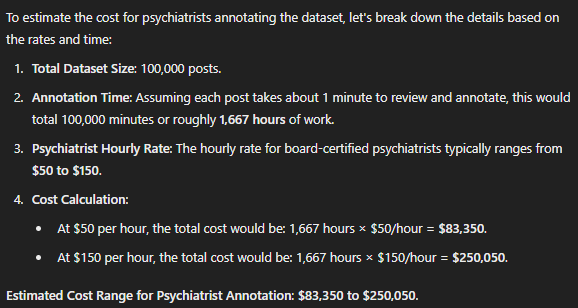 To estimate the cost for psychiatrists annotating the dataset, let's break down the details based on
the rates and time:
1. Total Dataset Size: 100,000 posts.
2. Annotation Time: Assuming each post takes about 1 minute to review and annotate, this would
total 100,000 minutes or roughly 1,667 hours of work.
3. Psychiatrist Hourly Rate: The hourly rate for board-certified psychiatrists typically ranges from
$50 to $150.
4. Cost Calculation:
• At $50 per hour, the total cost would be: 1,667 hours × $50/hour = $83,350.
• At $150 per hour, the total cost would be: 1,667 hours × $150/hour = $250,050.
Estimated Cost Range for Psychiatrist Annotation: $83,350 to $250,050.